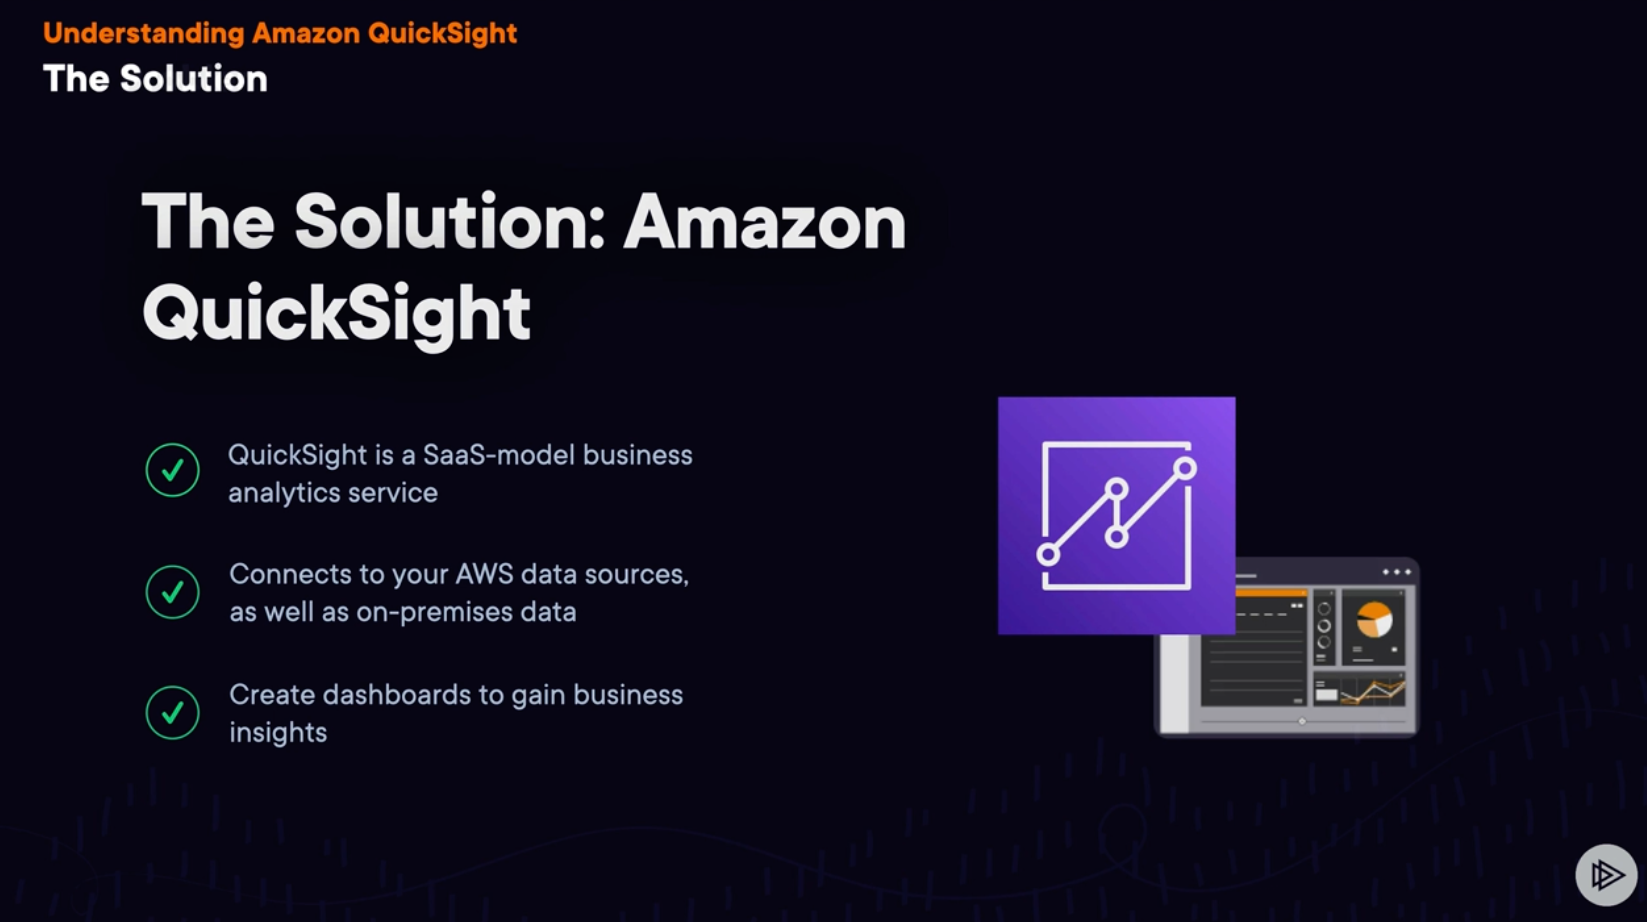 Understanding Amazon QuickSight
The Solution
The Solution: Amazon
QuickSight
QuickSight is a SaaS-model business
analytics service
Connects to your AWS data sources,
as well as on-premises data
Create dashboards to gain business
insights